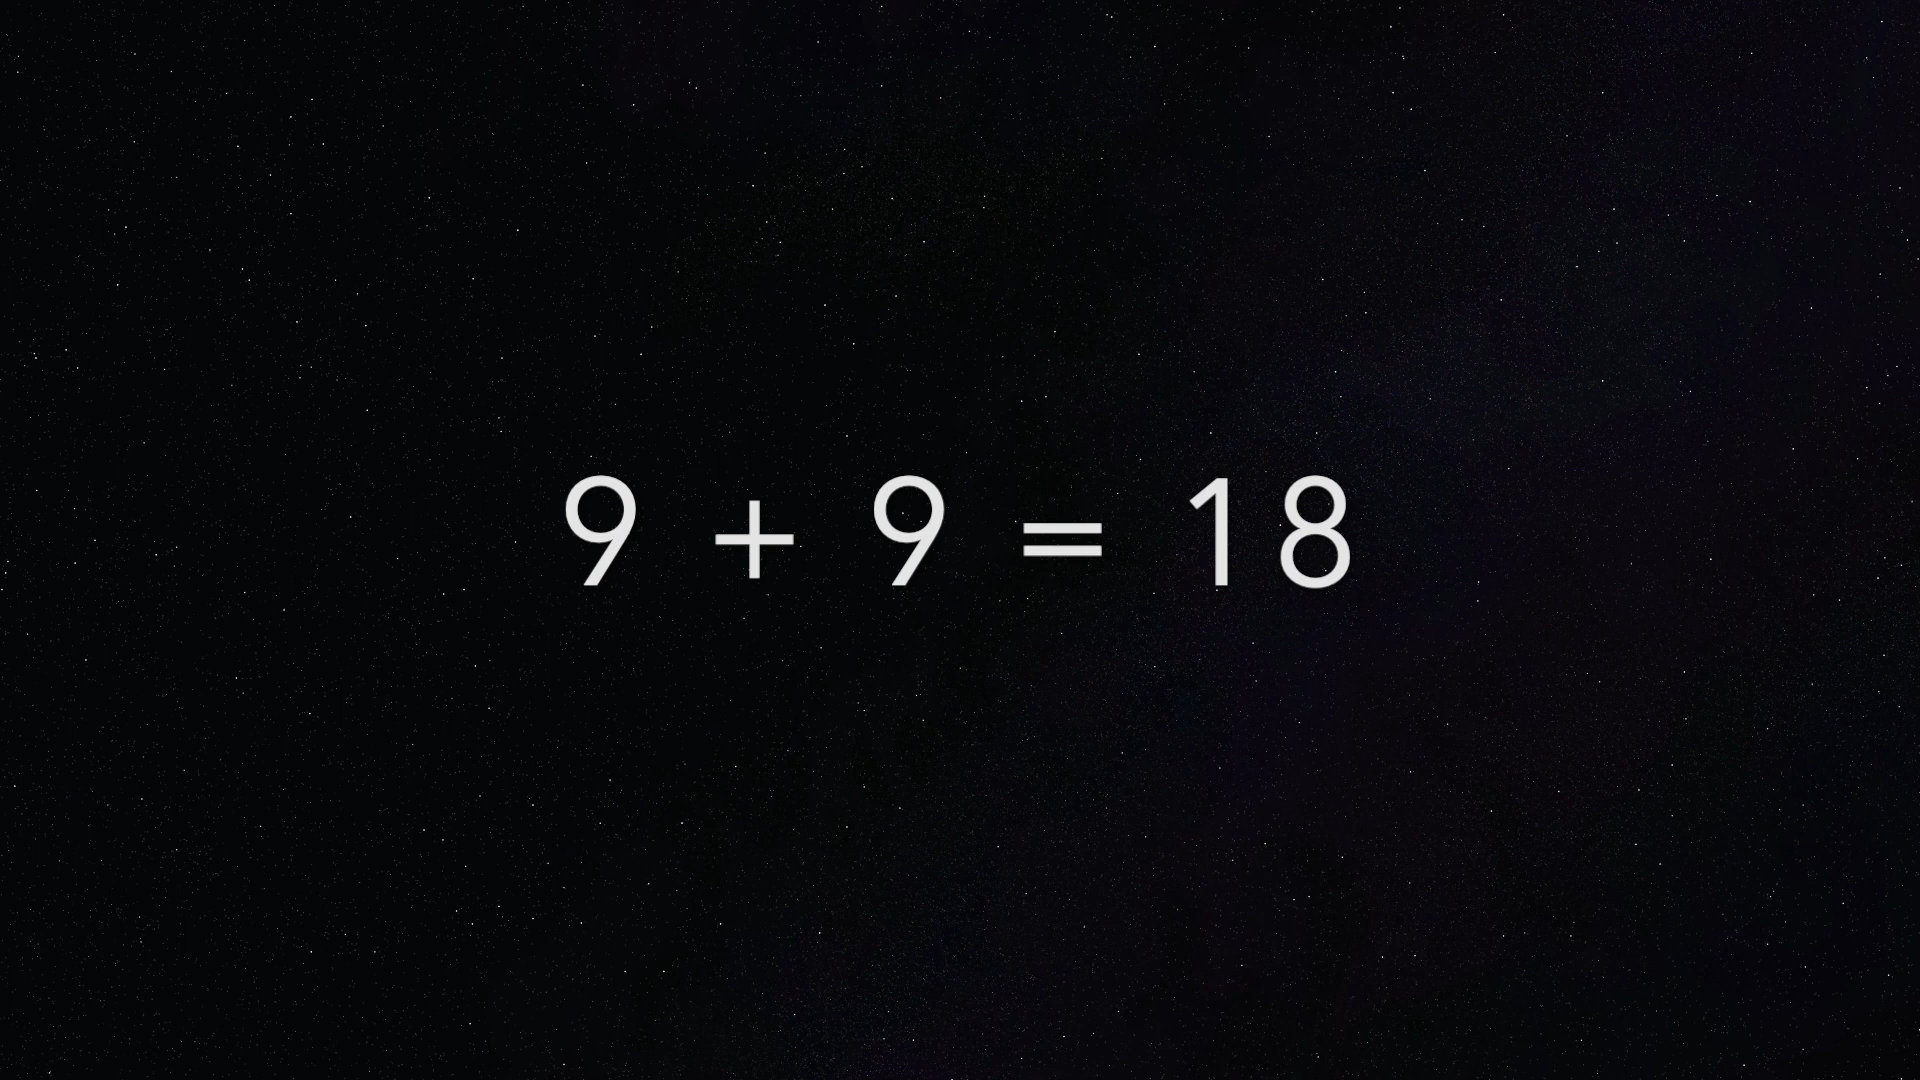 9 + 9 = 18